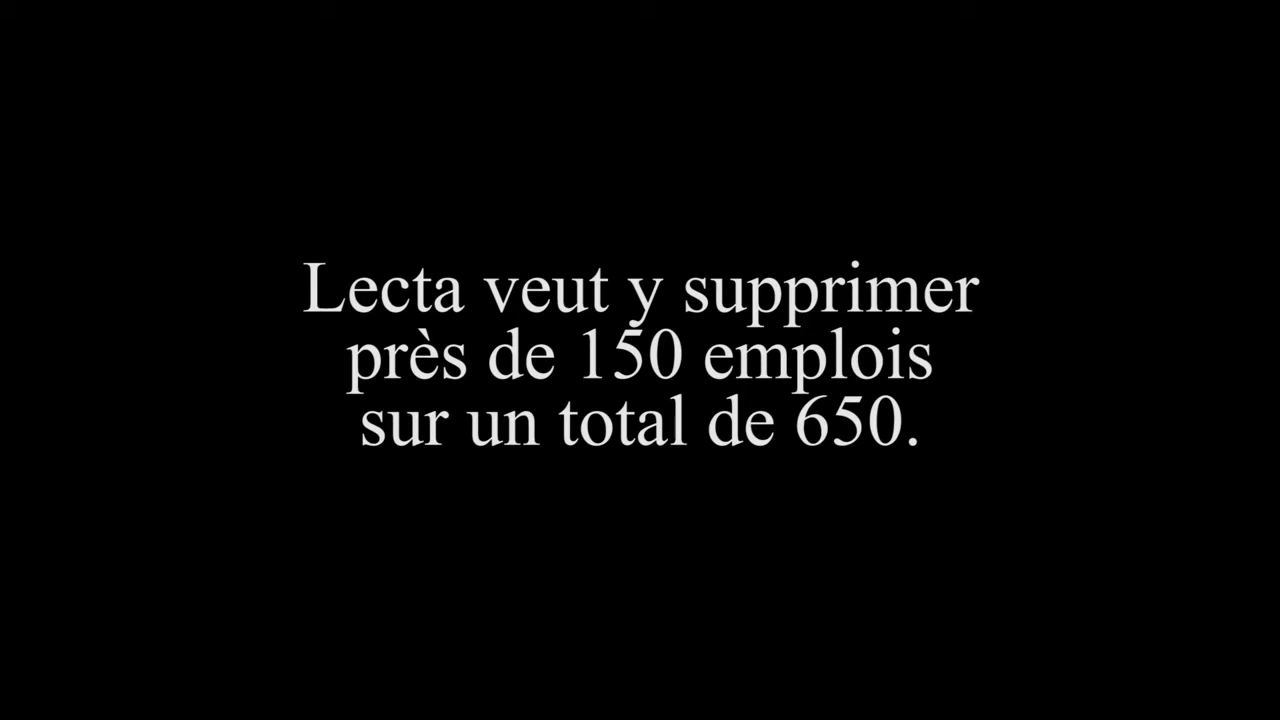 Lecta veut y supprimer
près de 150 emplois
sur un total de 650.